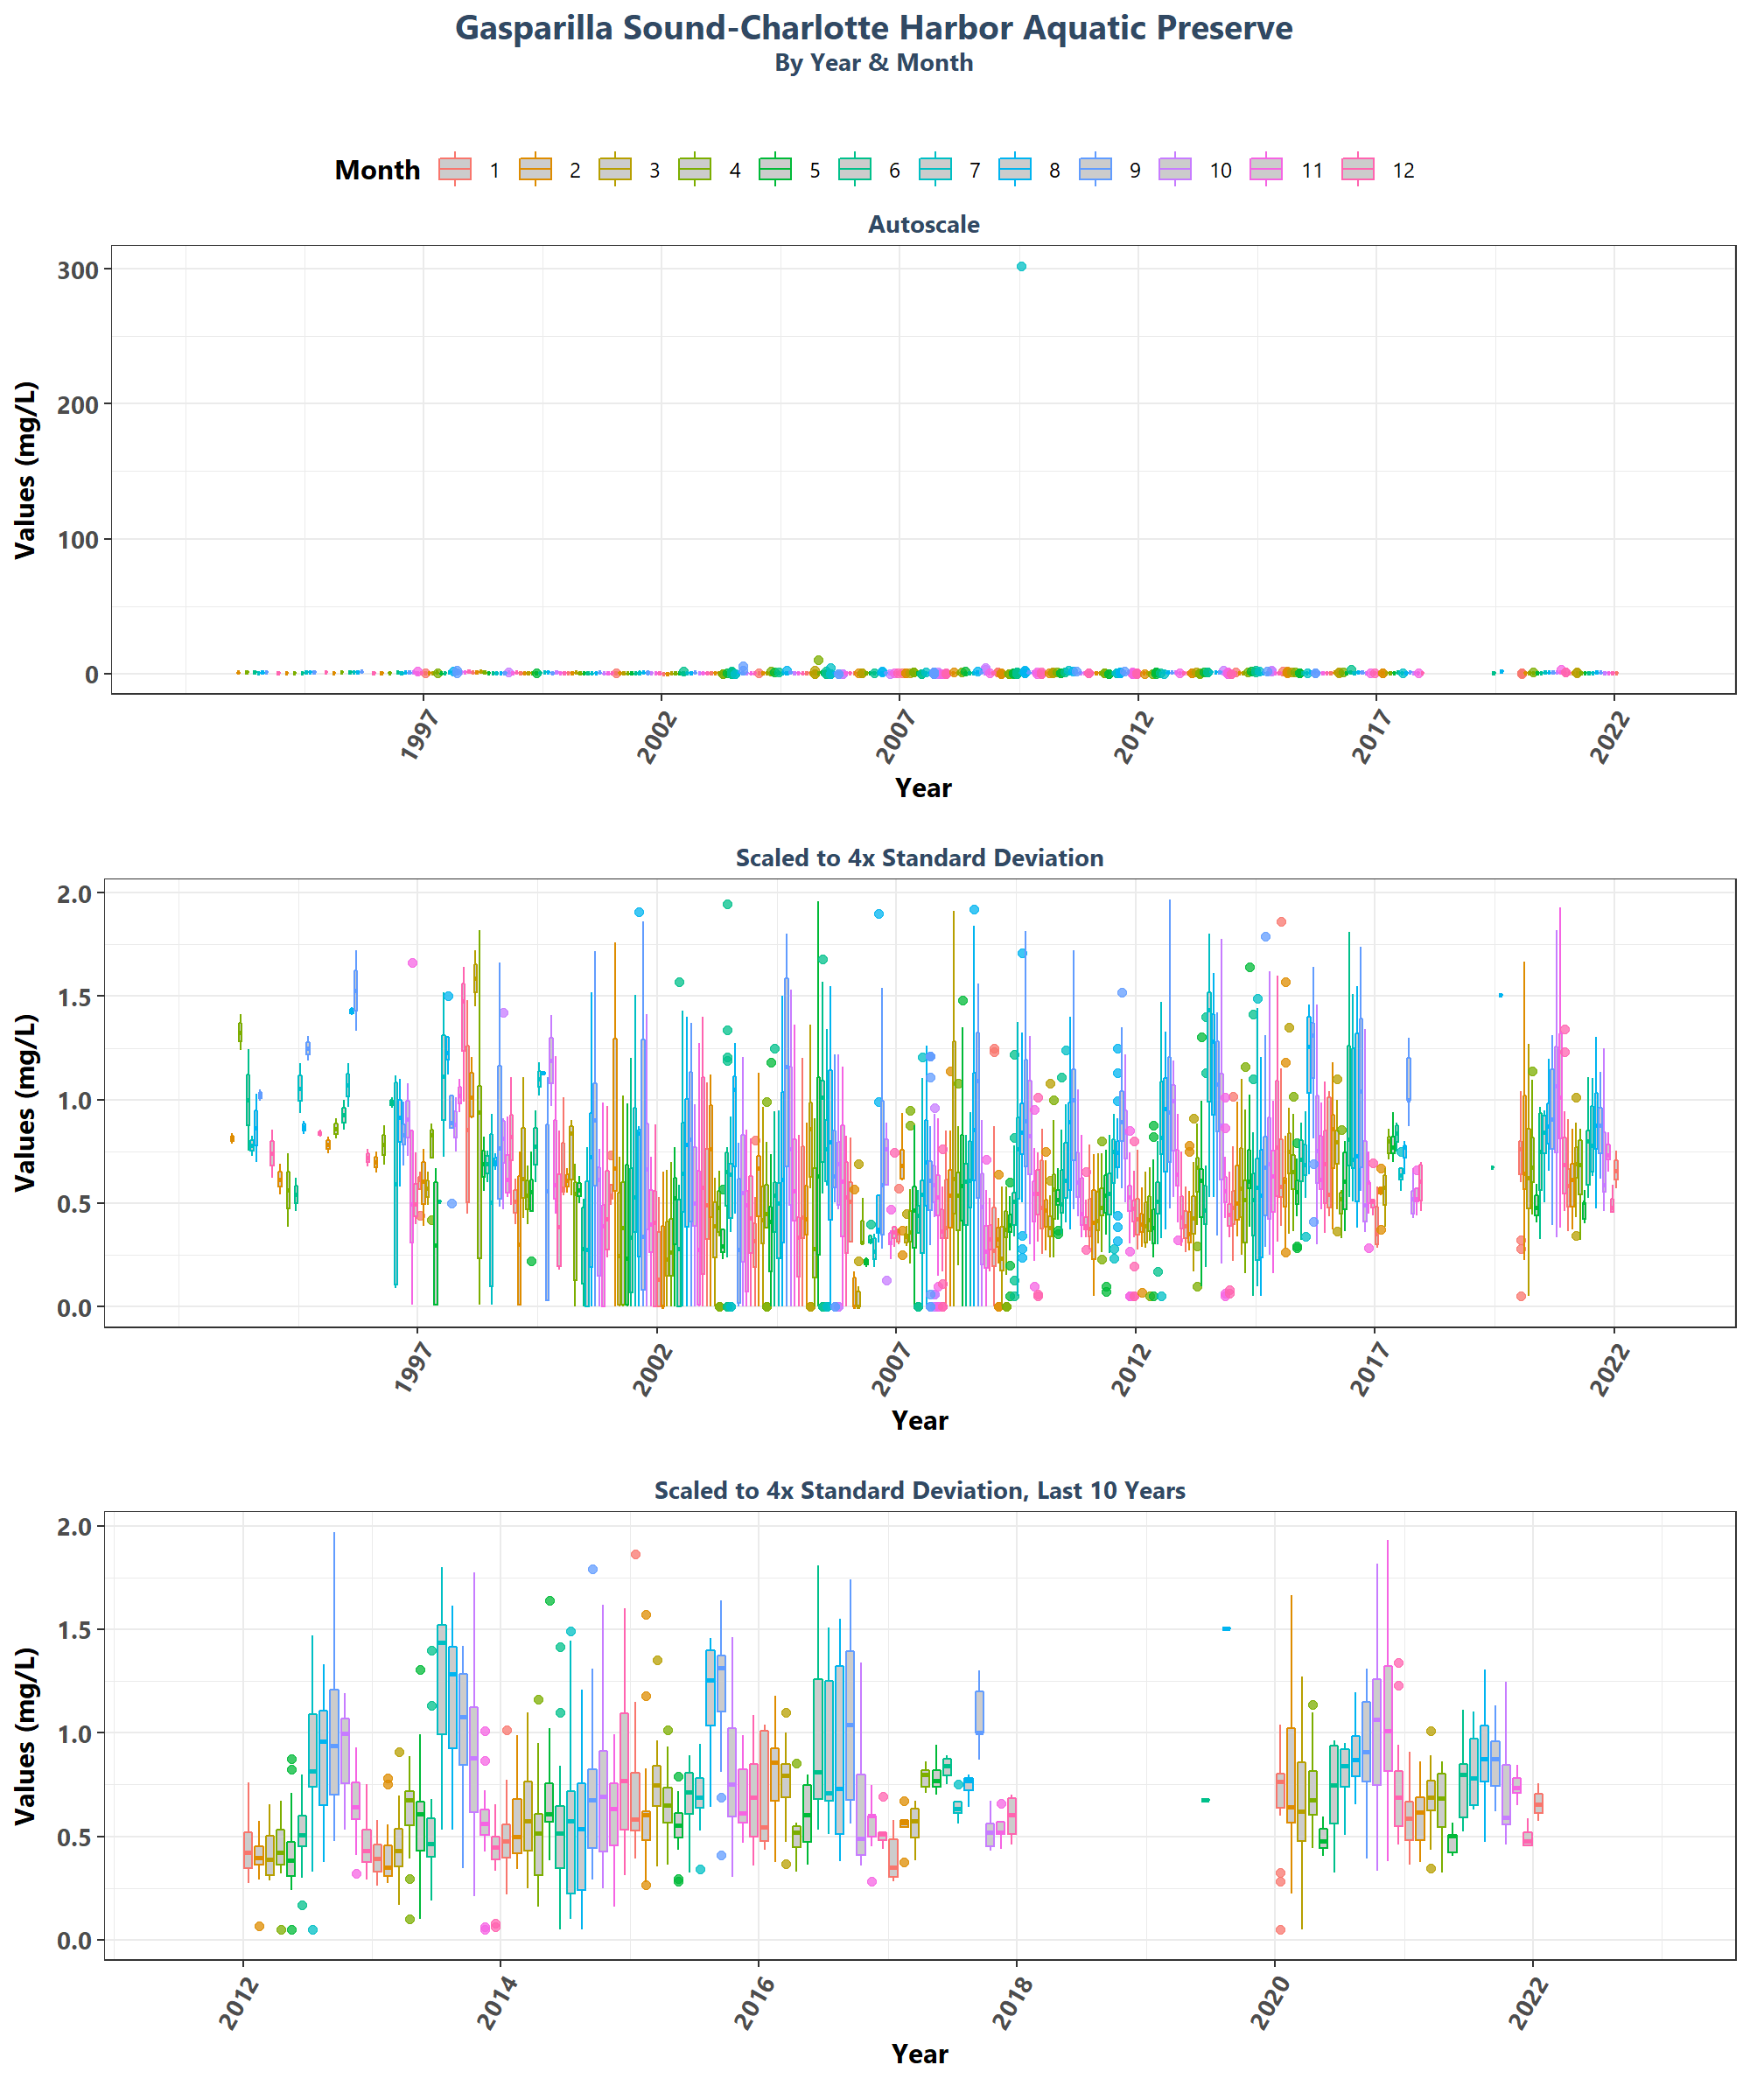 Gasparilla Sound-Charlotte Harbor Aquatic Preserve
By Year & Month
Month 1 2 3 4 5 6 7 8 9 10 11 12
Autoscale
Values (mg/L)
300
200
100
0
1997 2002 2007 2012 2017 2022
Year
Scaled to 4x Standard Deviation
Values (mg/L)
2.0
1.5
1.0
0.5
0.0
1997 2002 2007 2012 2017 2022
Year
Scaled to 4x Standard Deviation, Last 10 Years
Values (mg/L)
2.0
1.5
1.0
0.5
0.0
2012 2014 2016 2018 2020 2022
Year